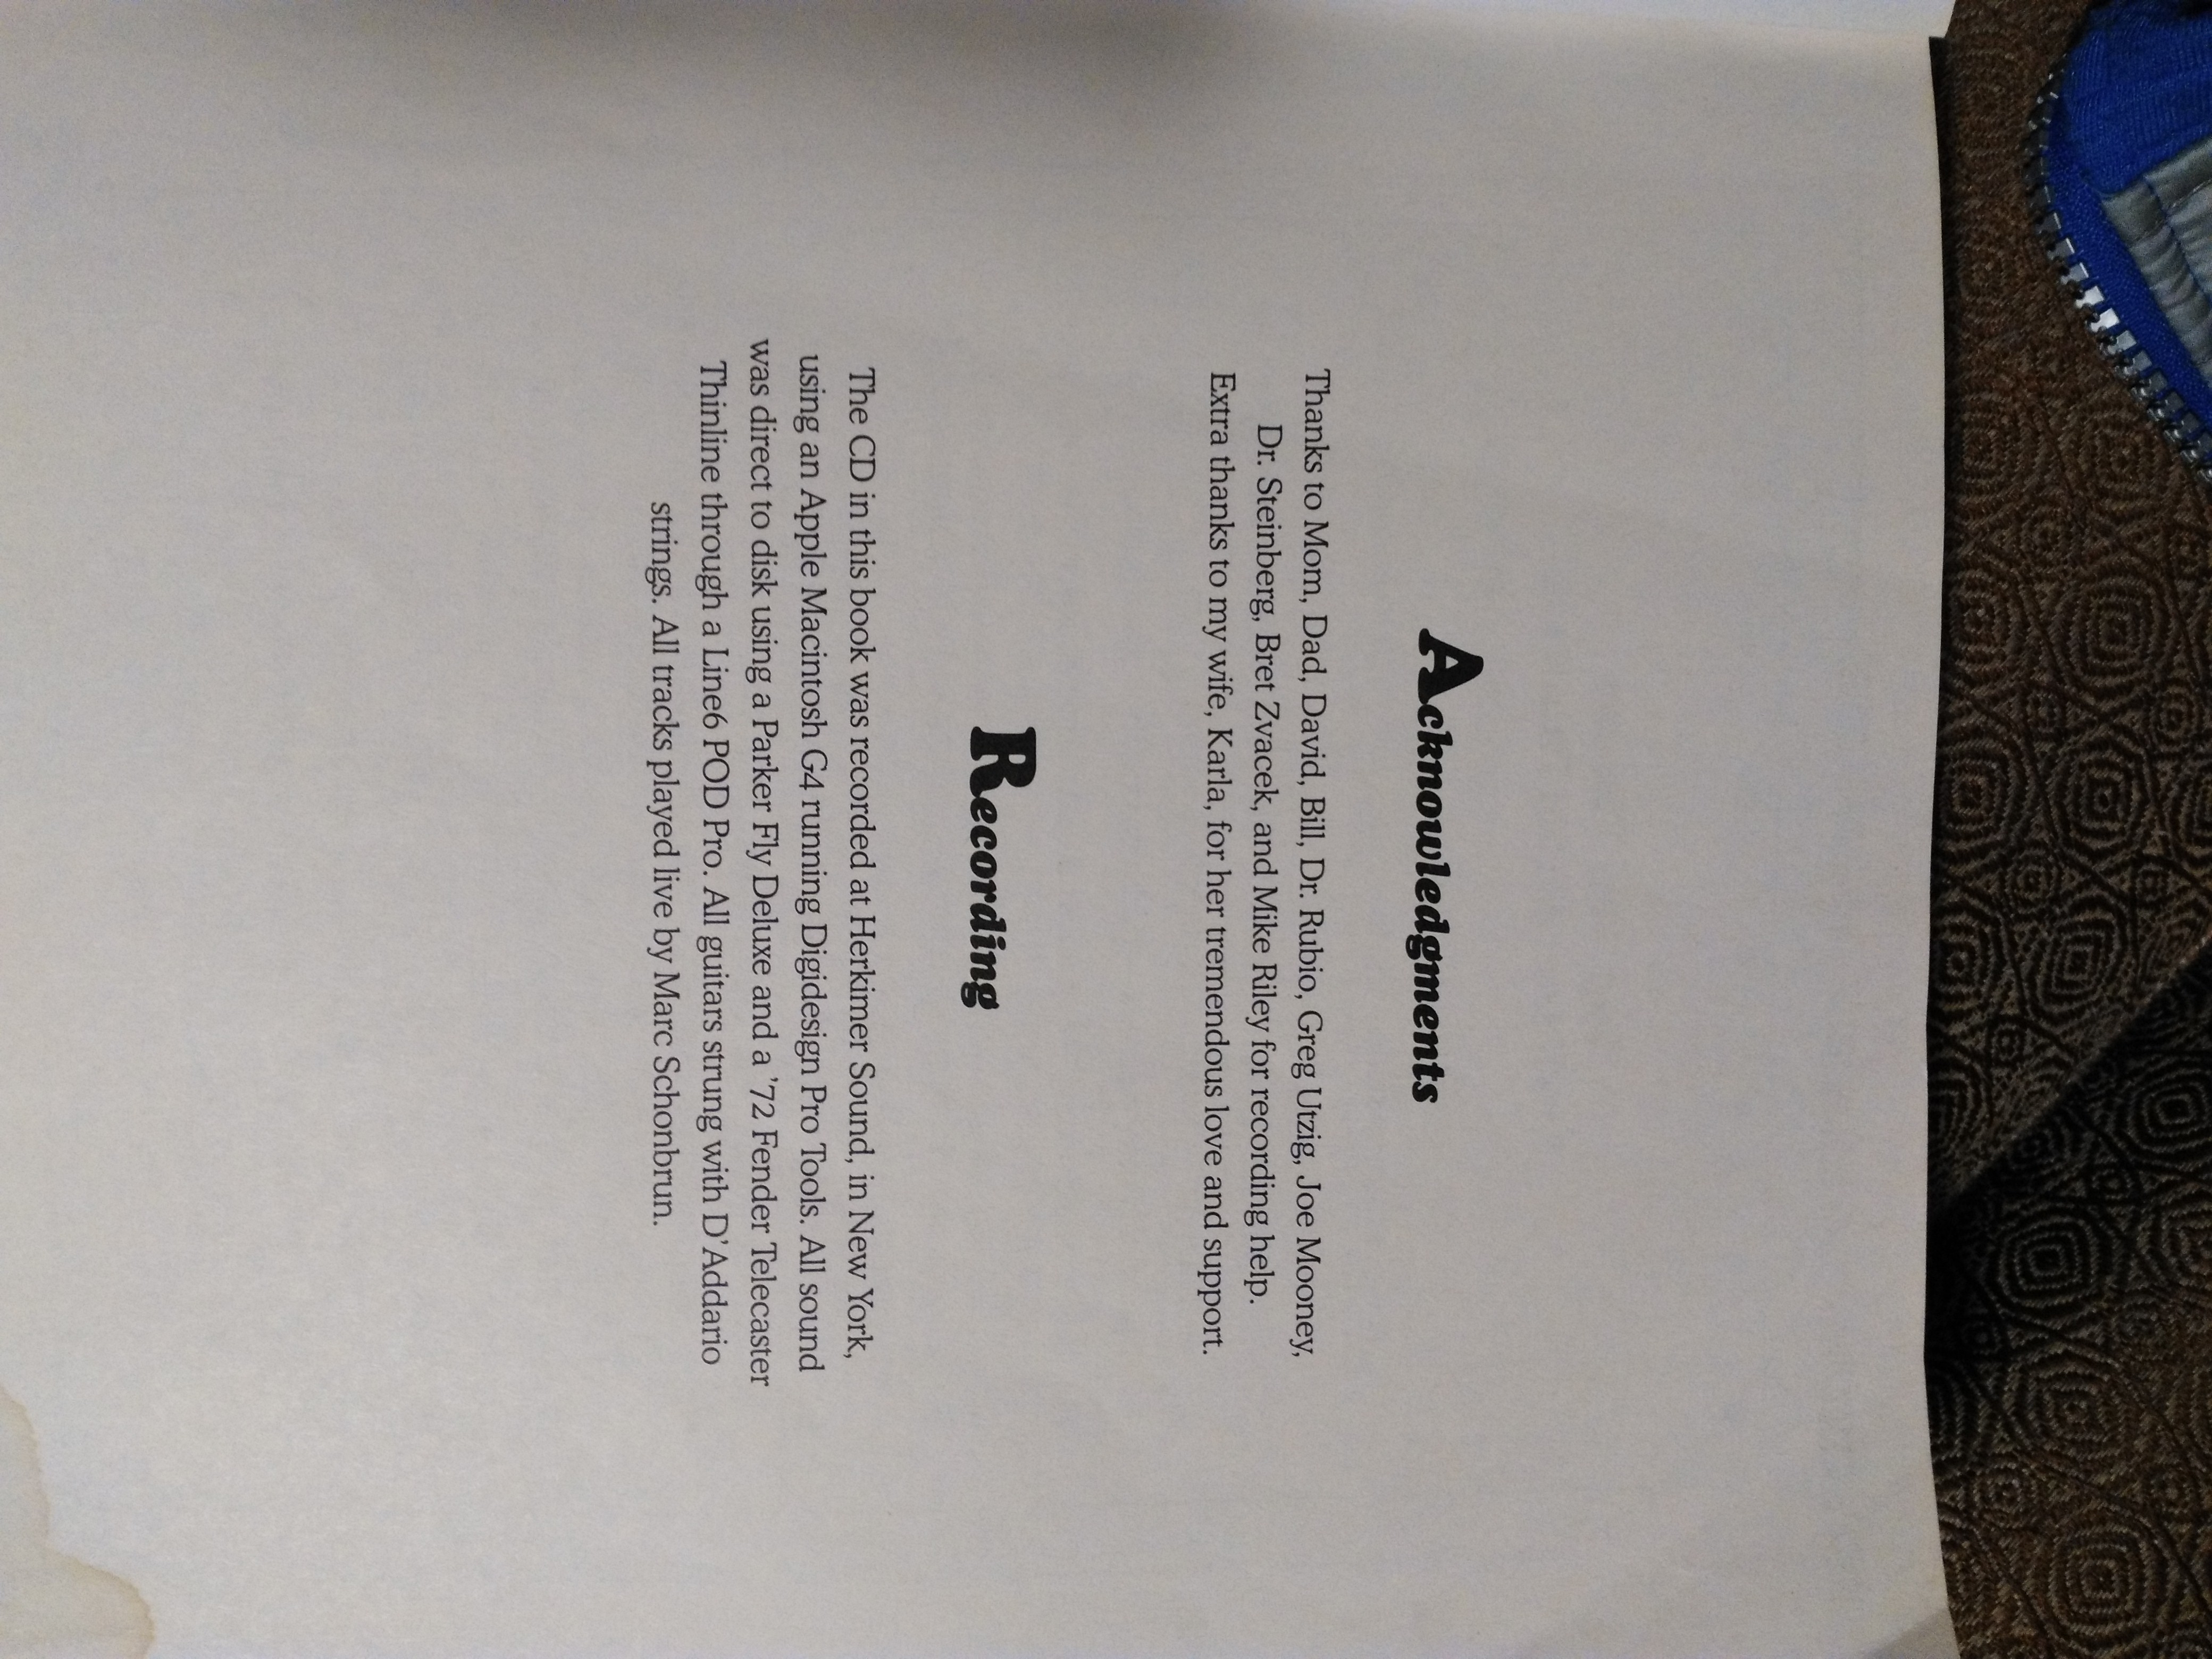 Acknowledgments
Thanks to Mom, Dad, David, Bill, Dr. Rubio, Greg Utzig, Joe Mooney,
Dr. Steinberg, Bret Zvacek, and Mike Riley for recording help.
Extra thanks to my wife, Karla, for her tremendous love and support.
Recording
The CD in this book was recorded at Herkimer Sound, in New York,
using an Apple Macintosh G4 running Digidesign Pro Tools. All sound
was direct to disk using a Parker Fly Deluxe and a ’72 Fender Telecaster
Thinline through a Line6 POD Pro. All guitars strung with D’Addario
strings. All tracks played live by Marc Schonbrun.